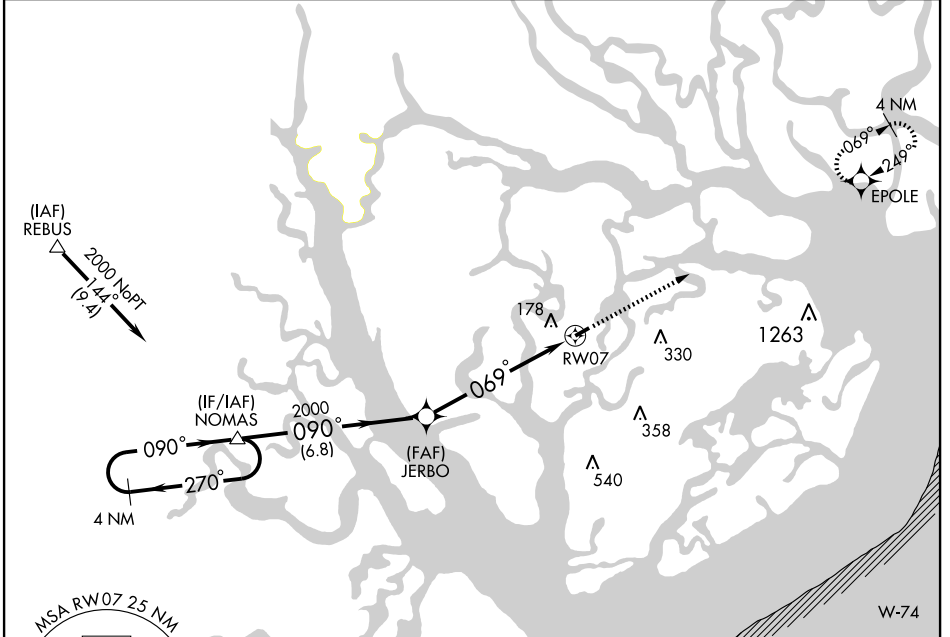 4 NM
069°
249°
EPOLE
(IAF)
REBUS
2000 NoPT
144°
(9.4)
178
RW07
330
1263
069°
(IF/IAF)
NOMAS
2000
090°
(6.8)
090°
270°
4 NM
(FAF)
JERBO
358
540
MSA RW07 25 NM
W-74